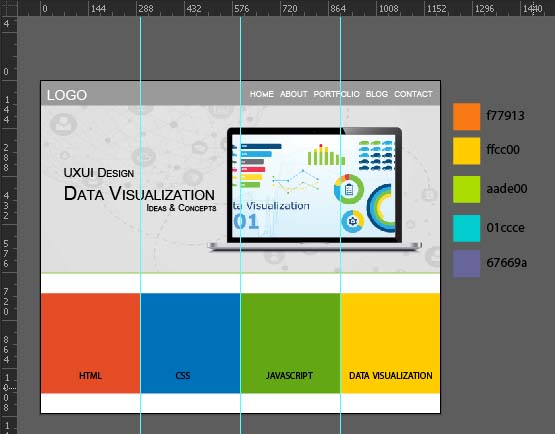 0 144 288 432 576 720 864 1008 1152 1296 1440
4
0
144
288
432
576
720
864
1008
LOGO
HOME ABOUT PORTFOLIO BLOG CONTACT
UXUI Design
Data Visualization
Ideas & Concepts
ta Visualization
01
HTML
CSS
JAVASCRIPT
DATA VISUALIZATION
f77913
ffcc00
aade00
01ccce
67669a